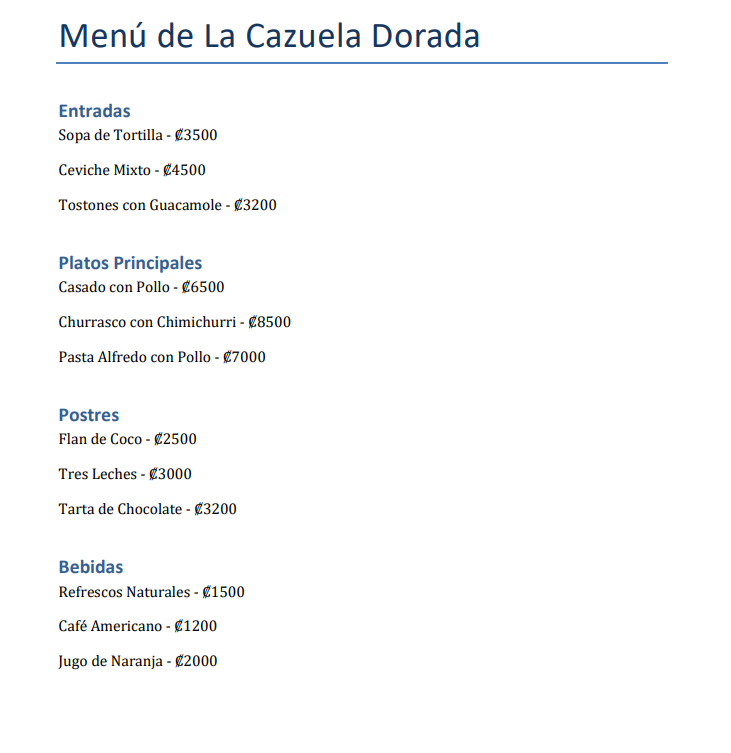 Menú de La Cazuela Dorada
Entradas
Sopa de Tortilla - ₡3500
Ceviche Mixto - ₡4500
Tostones con Guacamole - ₡3200
Platos Principales
Casado con Pollo - ₡6500
Churrasco con Chimichurri - ₡8500
Pasta Alfredo con Pollo - ₡7000
Postres
Flan de Coco - ₡2500
Tres Leches - ₡3000
Tarta de Chocolate - ₡3200
Bebidas
Refrescos Naturales - ₡1500
Café Americano - ₡1200
Jugo de Naranja - ₡2000